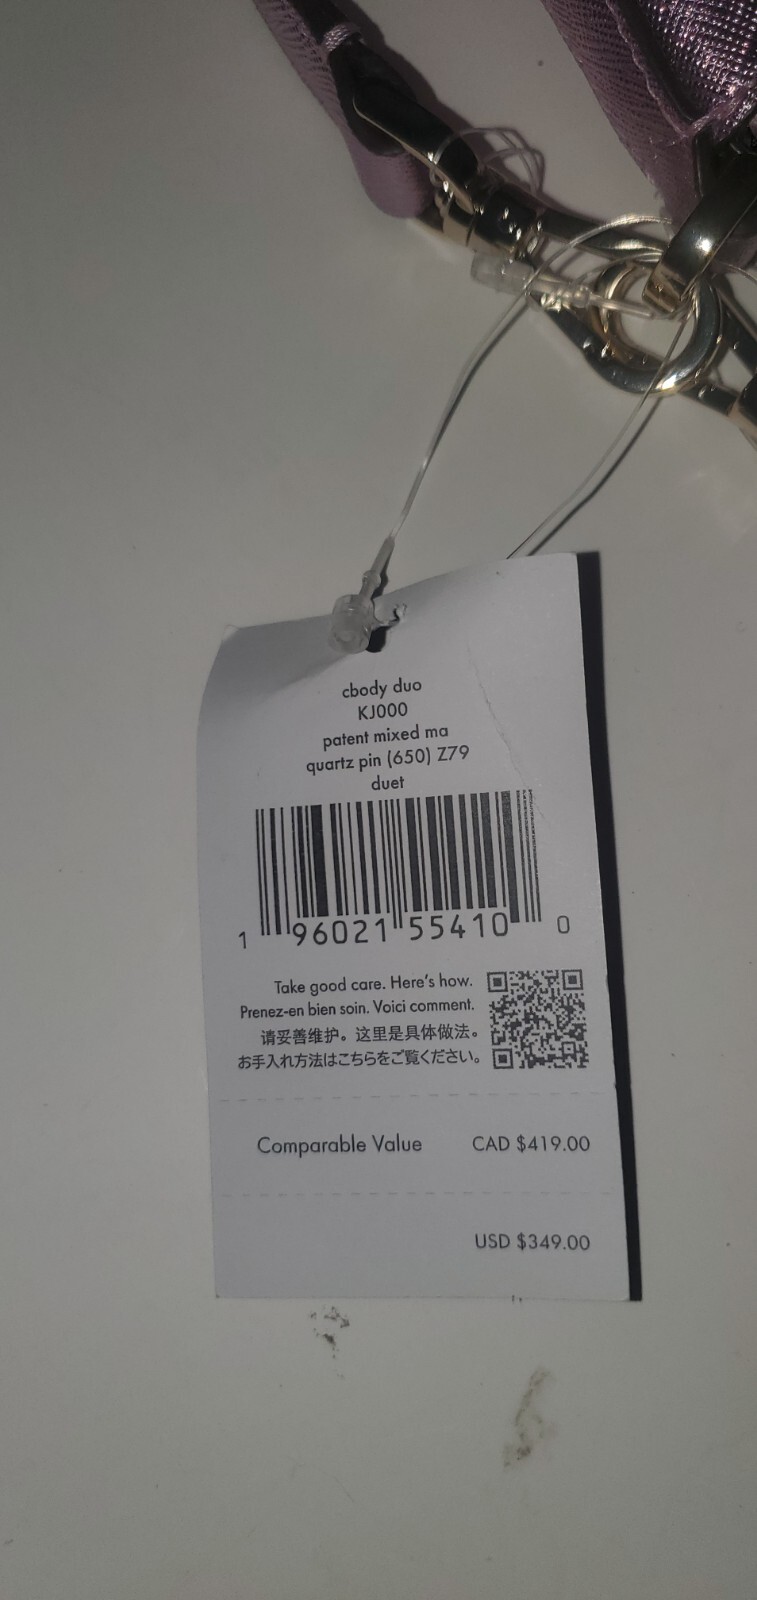 cbody duo
KJ000
patent mixed ma
quartz pin (650) Z79
duet
1 96021 55410 0
Take good care. Here's how.
Prenez-en bien soin. Voici comment.
请妥善维护。这里是具体做法。
お手入れ方法はこちらをご覧ください。
Comparable Value CAD $419.00
USD $349.00